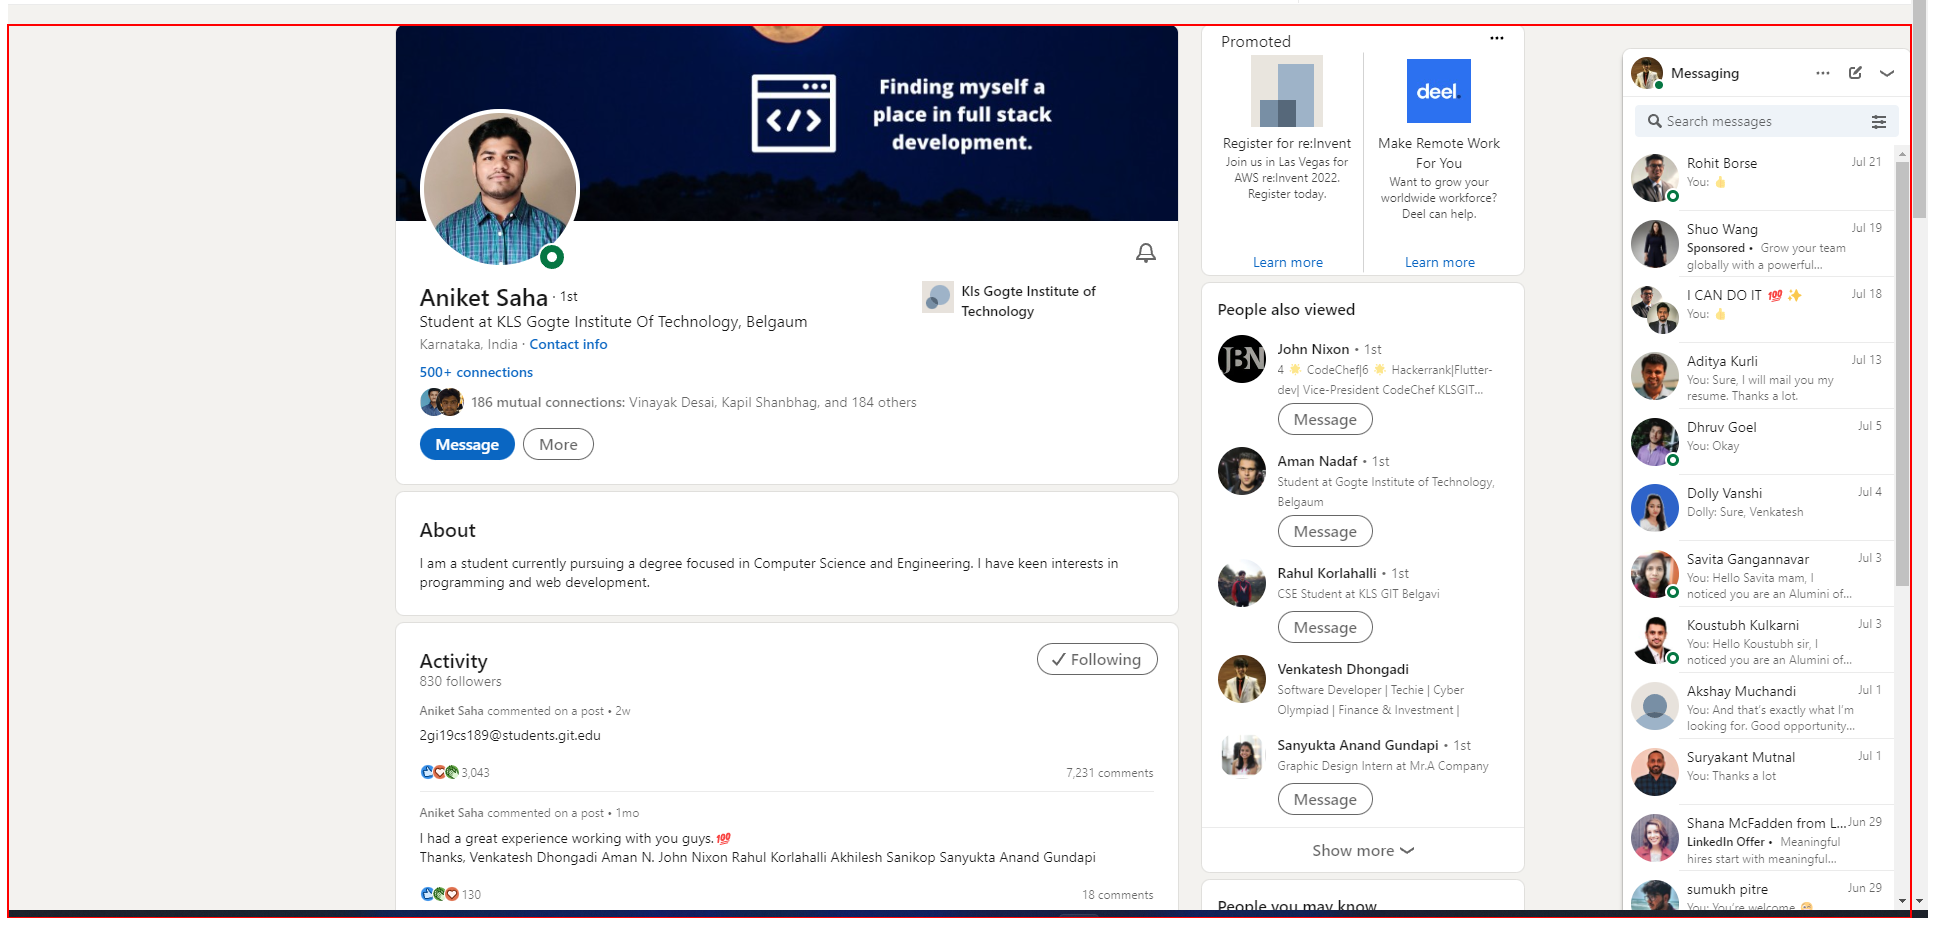 Finding myself a
place in full stack
development.
Aniket Saha · 1st
Student at KLS Gogte Institute Of Technology, Belgaum
Karnataka, India · Contact info
500+ connections
186 mutual connections: Vinayak Desai, Kapil Shanbhag, and 184 others
Message
More
Kls Gogte Institute of
Technology
About
I am a student currently pursuing a degree focused in Computer Science and Engineering. I have keen interests in
programming and web development.
Activity
830 followers
Following
Aniket Saha commented on a post • 2w
2gi19cs189@students.git.edu
3,043
7,231 comments
Aniket Saha commented on a post • 1mo
I had a great experience working with you guys.💯
Thanks, Venkatesh Dhongadi Aman N. John Nixon Rahul Korlahalli Akhilesh Sanikop Sanyukta Anand Gundapi
130
18 comments
Promoted
Register for re:Invent
Join us in Las Vegas for
AWS re:Invent 2022.
Register today.
Learn more
deel.
Make Remote Work
For You
Want to grow your
worldwide workforce?
Deel can help.
Learn more
People also viewed
JBN
John Nixon • 1st
4 🌟 CodeChef|6 🌟 Hackerrank|Flutter-
dev| Vice-President CodeChef KLSGIT...
Message
Aman Nadaf • 1st
Student at Gogte Institute of Technology,
Belgaum
Message
Rahul Korlahalli • 1st
CSE Student at KLS GIT Belgavi
Message
Venkatesh Dhongadi
Software Developer | Techie | Cyber
Olympiad | Finance & Investment |
Sanyukta Anand Gundapi • 1st
Graphic Design Intern at Mr.A Company
Message
Show more
People you may know
Messaging
Search messages
Rohit Borse Jul 21
You: 👍
Shuo Wang Jul 19
Sponsored • Grow your team
globally with a powerful...
I CAN DO IT 💯 ✨ Jul 18
You: 👍
Aditya Kurli Jul 13
You: Sure, I will mail you my
resume. Thanks a lot.
Dhruv Goel Jul 5
You: Okay
Dolly Vanshi Jul 4
Dolly: Sure, Venkatesh
Savita Gangannavar Jul 3
You: Hello Savita mam, I
noticed you are an Alumini of...
Koustubh Kulkarni Jul 3
You: Hello Koustubh sir, I
noticed you are an Alumini of...
Akshay Muchandi Jul 1
You: And that's exactly what I'm
looking for. Good opportunity...
Suryakant Mutnal Jul 1
You: Thanks a lot
Shana McFadden from L... Jun 29
LinkedIn Offer • Meaningful
hires start with meaningful...
sumukh pitre Jun 29
You: You're welcome